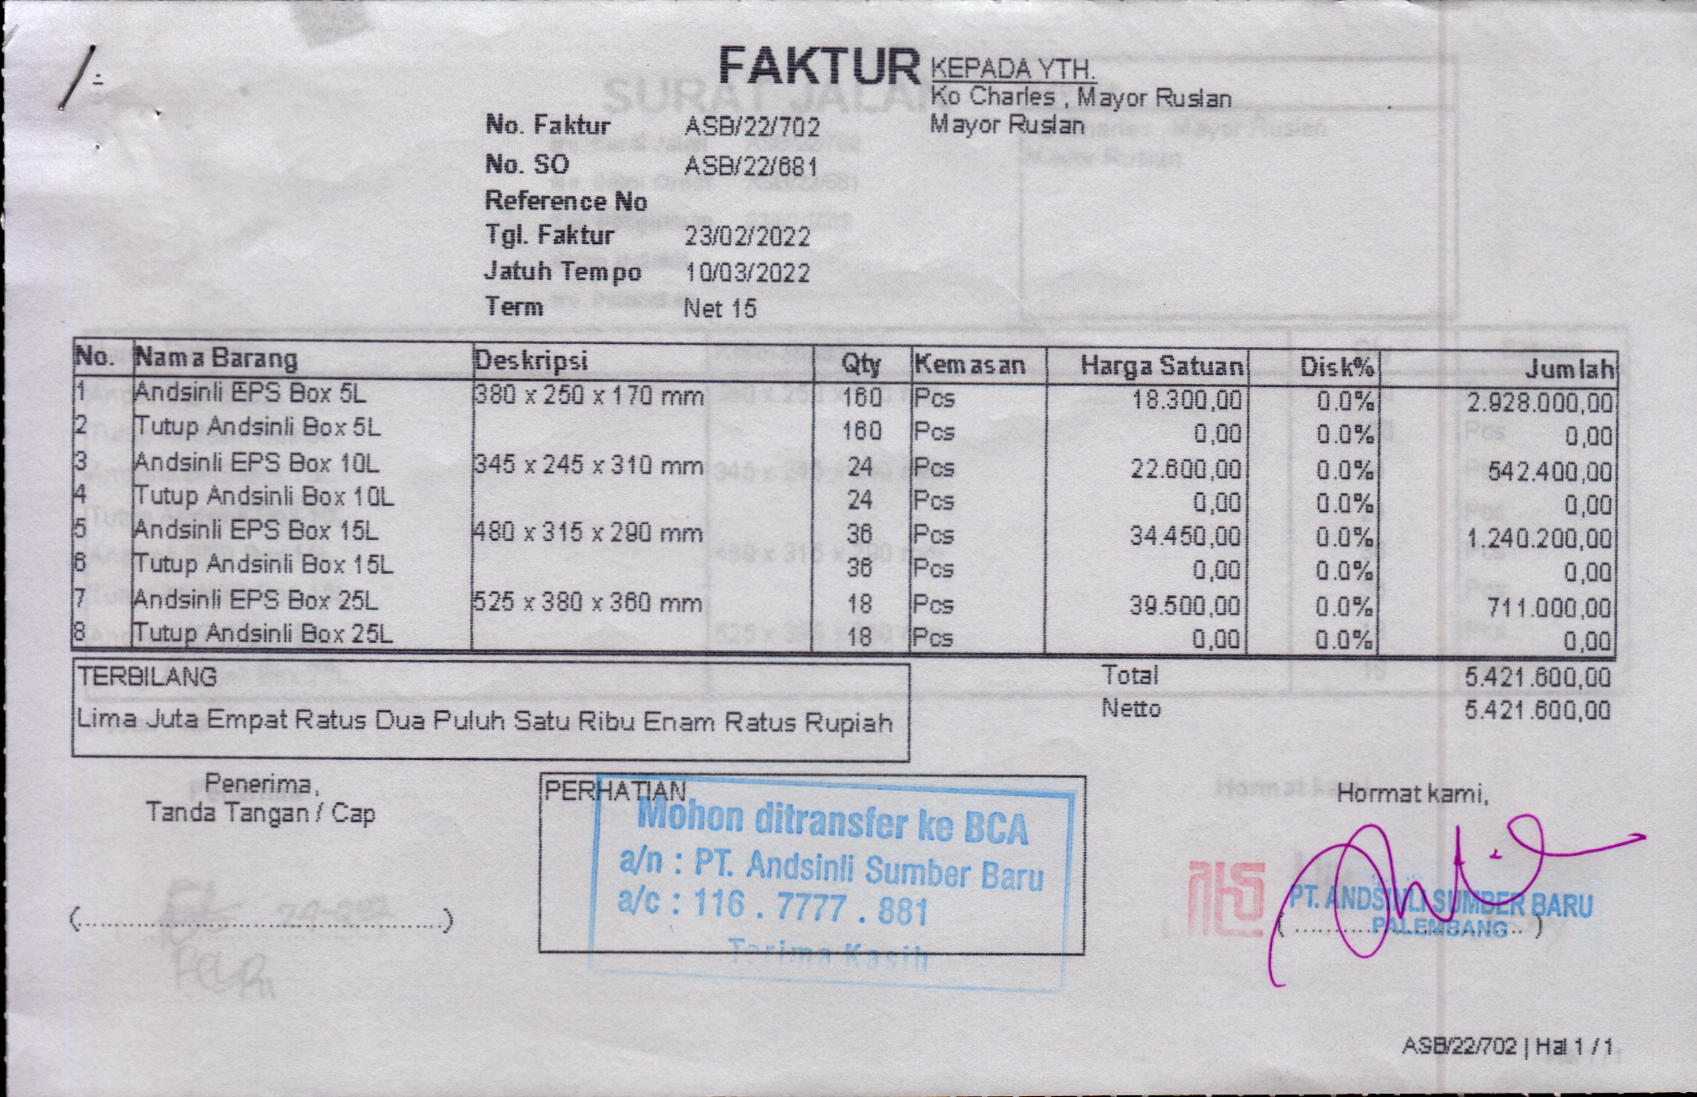 FAKTUR
KEPADA YTH.
Ko Charles , Mayor Ruslan
Mayor Ruslan
No. Faktur ASB/22/702
No. SO ASB/22/681
Reference No
Tgl. Faktur 23/02/2022
Jatuh Tempo 10/03/2022
Term Net 15
No. Nama Barang Deskripsi Qty Kemasan Harga Satuan Disk% Jumlah
1 Andsinli EPS Box 5L 380 x 250 x 170 mm 160 Pcs 18.300,00 0.0% 2.928.000,00
2 Tutup Andsinli Box 5L 160 Pcs 0,00 0.0% 0,00
3 Andsinli EPS Box 10L 345 x 245 x 310 mm 24 Pcs 22.600,00 0.0% 542.400,00
4 Tutup Andsinli Box 10L 24 Pcs 0,00 0.0% 0,00
5 Andsinli EPS Box 15L 480 x 315 x 290 mm 36 Pcs 34.450,00 0.0% 1.240.200,00
6 Tutup Andsinli Box 15L 36 Pcs 0,00 0.0% 0,00
7 Andsinli EPS Box 25L 525 x 380 x 360 mm 18 Pcs 39.500,00 0.0% 711.000,00
8 Tutup Andsinli Box 25L 18 Pcs 0,00 0.0% 0,00
TERBILANG
Lima Juta Empat Ratus Dua Puluh Satu Ribu Enam Ratus Rupiah
Total 5.421.600,00
Netto 5.421.600,00
Penerima,
Tanda Tangan / Cap
(........................................)
PERHATIAN
Mohon ditransfer ke BCA
a/n : PT. Andsinli Sumber Baru
a/c : 116 . 7777 . 881
Terima Kasih
Hormat kami,
PT. ANDSINLI SUMBER BARU
PALEMBANG
ASB/22/702 | Hal 1 / 1